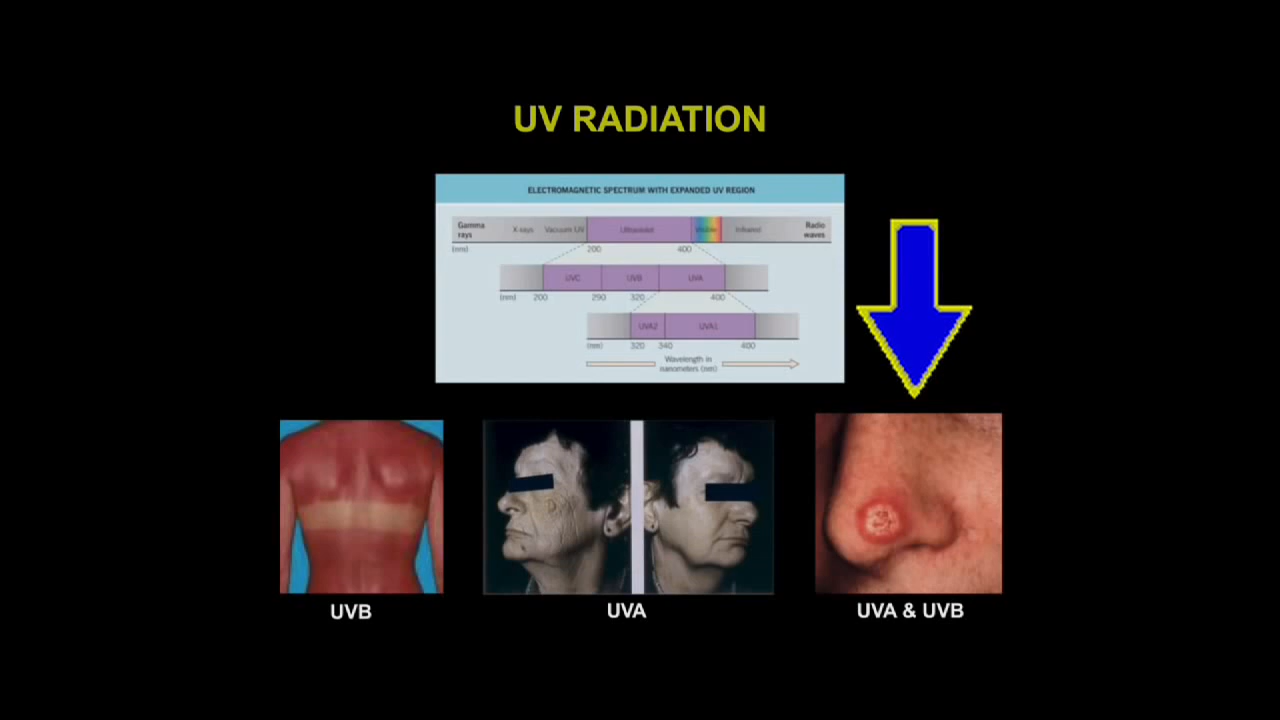 UV RADIATION
ELECTROMAGNETIC SPECTRUM WITH EXPANDED UV REGION
Gamma rays X-rays Vacuum UV Ultraviolet Visible Infrared Radio waves
(nm) 200 400
UVC UVB UVA
(nm) 200 290 320 400
UVA2 UVA1
(nm) 320 340 400
Wavelength in
nanometers (nm)
UVB
UVA
UVA & UVB